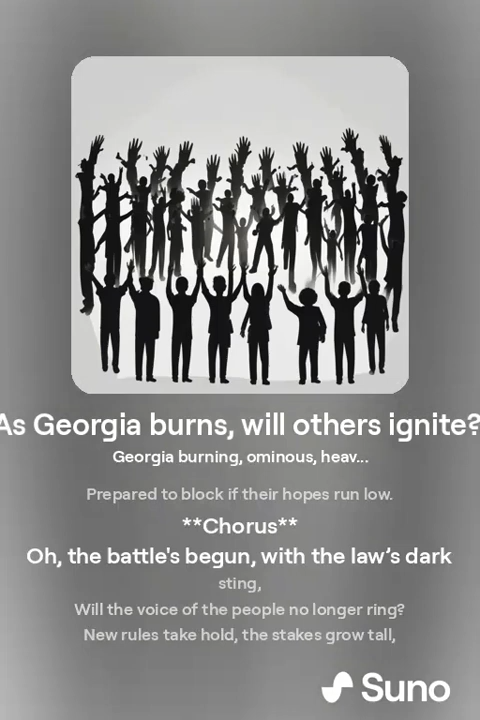 As Georgia burns, will others ignite?
Georgia burning, ominous, heav...
Prepared to block if their hopes run low.
**Chorus**
Oh, the battle's begun, with the law’s dark
sting,
Will the voice of the people no longer ring?
New rules take hold, the stakes grow tall,
Suno